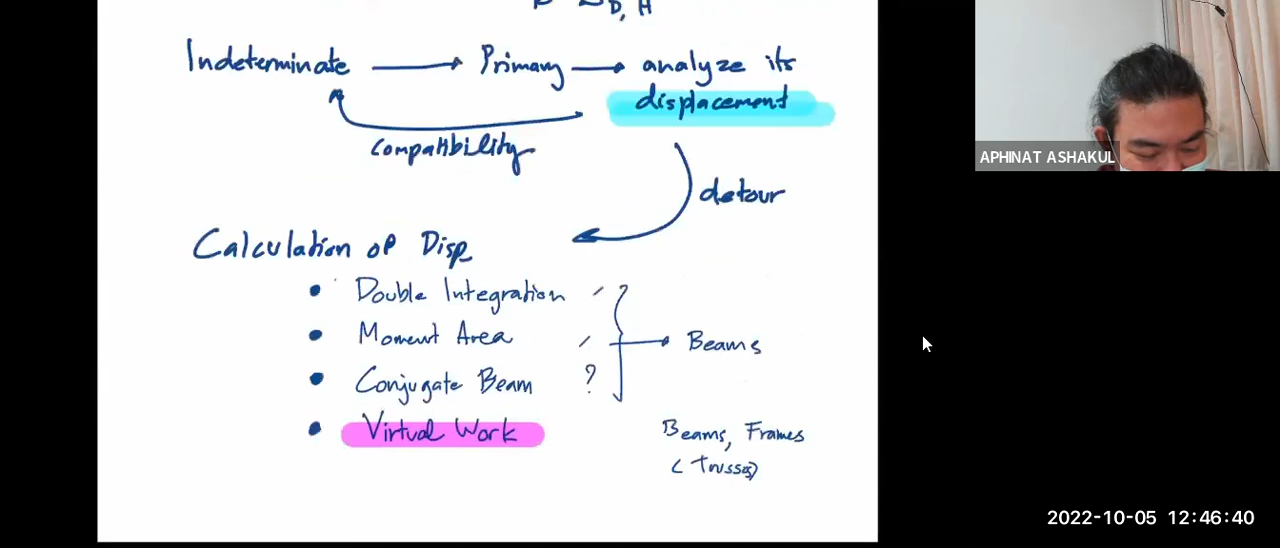 D, H
Indeterminate → Primary → analyze its
displacement
compatibility
detour
Calculation of Disp
• Double Integration
• Moment Area
• Conjugate Beam ?
Beams
• Virtual Work
Beams, Frames
(Trusses)
APHINAT ASHAKUL
2022-10-05 12:46:40